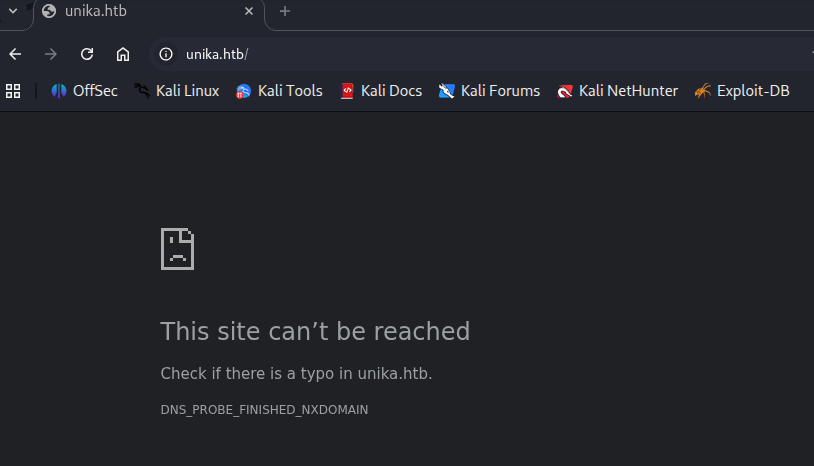 unika.htb
unika.htb/
OffSec Kali Linux Kali Tools Kali Docs Kali Forums Kali NetHunter Exploit-DB
This site can’t be reached
Check if there is a typo in unika.htb.
DNS_PROBE_FINISHED_NXDOMAIN